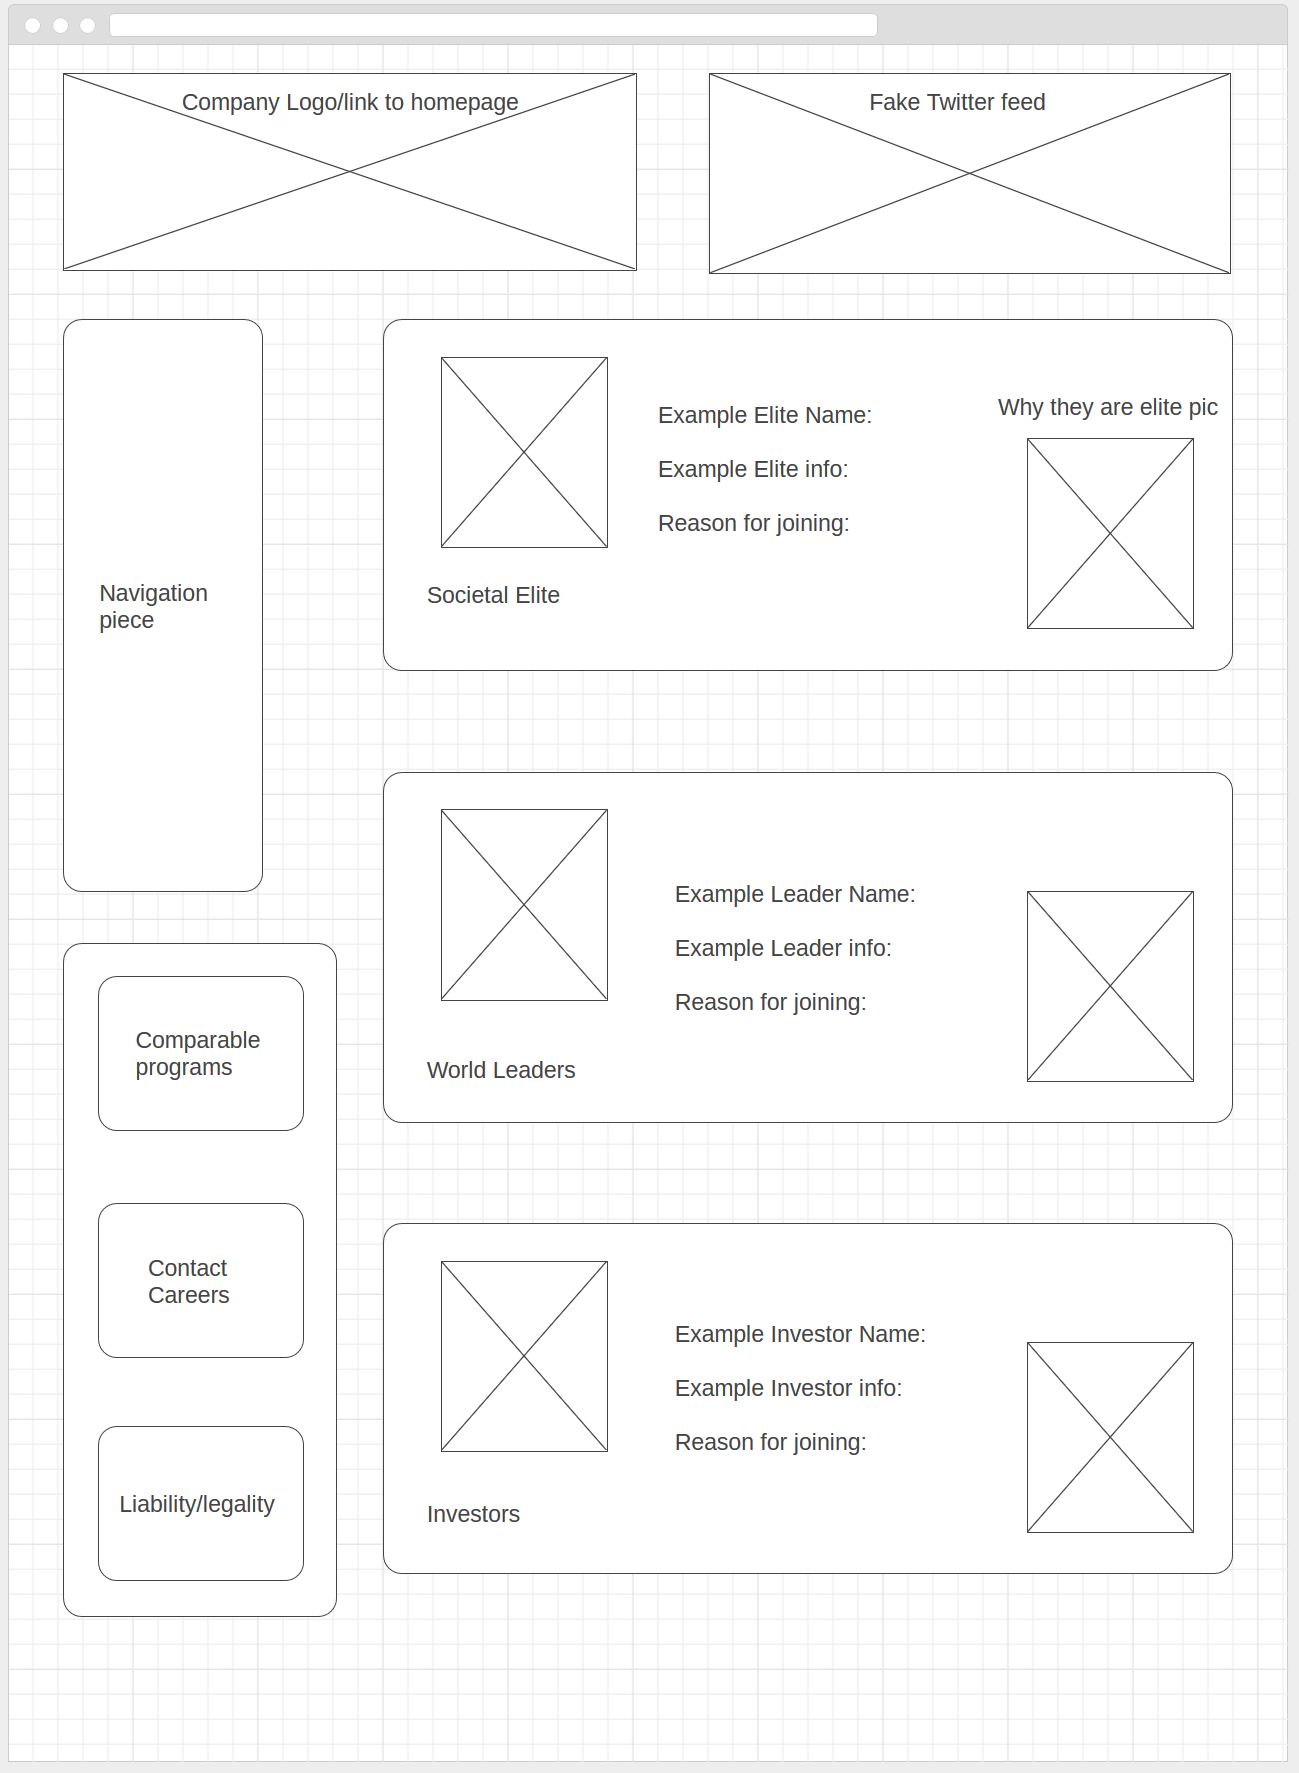 Company Logo/link to homepage
Fake Twitter feed
Navigation
piece
Example Elite Name:
Example Elite info:
Reason for joining:
Why they are elite pic
Societal Elite
Example Leader Name:
Example Leader info:
Reason for joining:
World Leaders
Comparable
programs
Contact
Careers
Liability/legality
Example Investor Name:
Example Investor info:
Reason for joining:
Investors